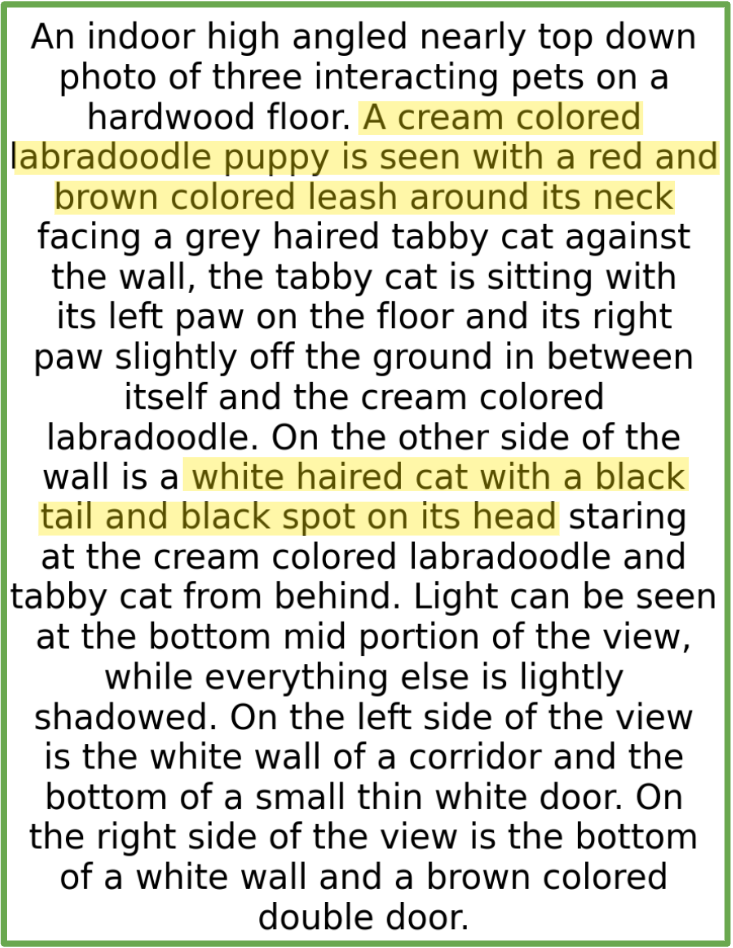 An indoor high angled nearly top down
photo of three interacting pets on a
hardwood floor. A cream colored
labradoodle puppy is seen with a red and
brown colored leash around its neck
facing a grey haired tabby cat against
the wall, the tabby cat is sitting with
its left paw on the floor and its right
paw slightly off the ground in between
itself and the cream colored
labradoodle. On the other side of the
wall is a white haired cat with a black
tail and black spot on its head staring
at the cream colored labradoodle and
tabby cat from behind. Light can be seen
at the bottom mid portion of the view,
while everything else is lightly
shadowed. On the left side of the view
is the white wall of a corridor and the
bottom of a small thin white door. On
the right side of the view is the bottom
of a white wall and a brown colored
double door.